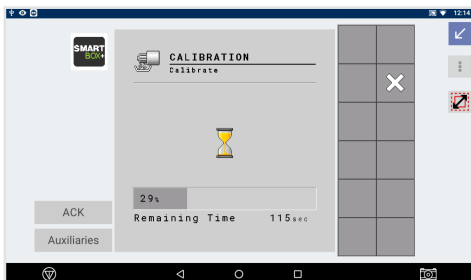 12:14
SMART
BOX+
CALIBRATION
Calibrate
29%
Remaining Time 115sec
ACK
Auxiliaries